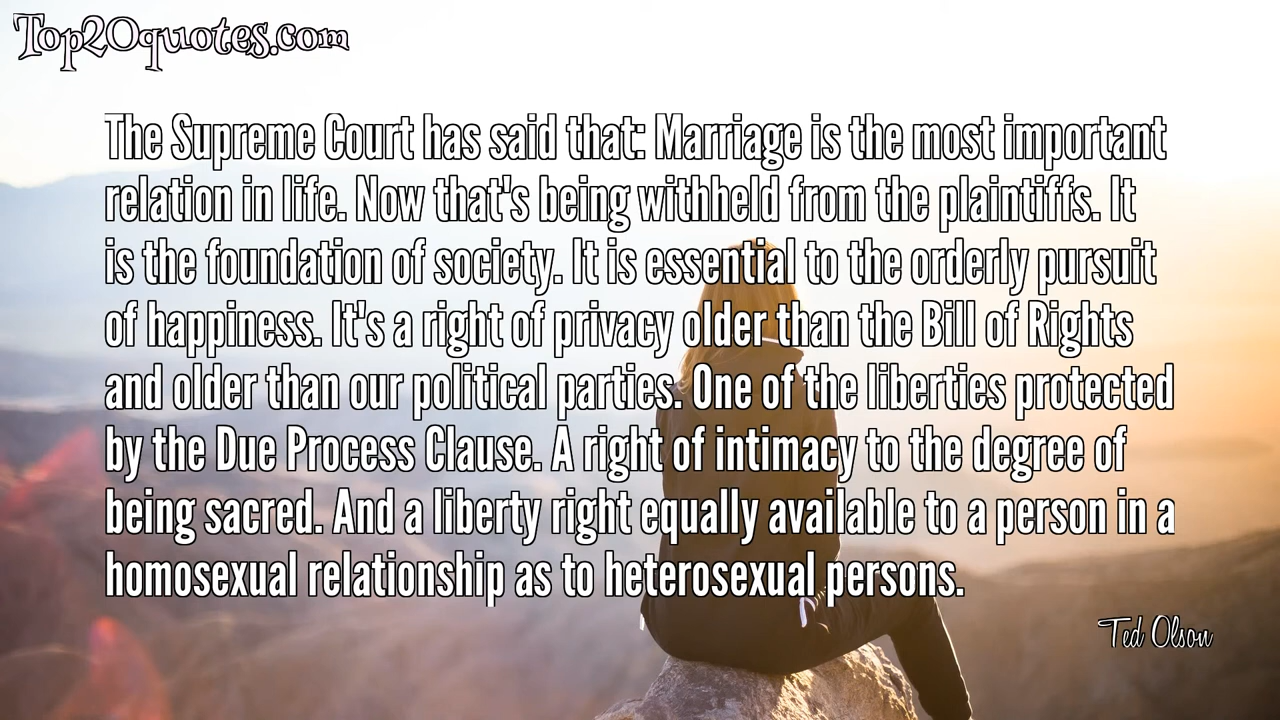 Top20quotes.com
The Supreme Court has said that: Marriage is the most important
relation in life. Now that's being withheld from the plaintiffs. It
is the foundation of society. It is essential to the orderly pursuit
of happiness. It's a right of privacy older than the Bill of Rights
and older than our political parties. One of the liberties protected
by the Due Process Clause. A right of intimacy to the degree of
being sacred. And a liberty right equally available to a person in a
homosexual relationship as to heterosexual persons.
Ted Olson